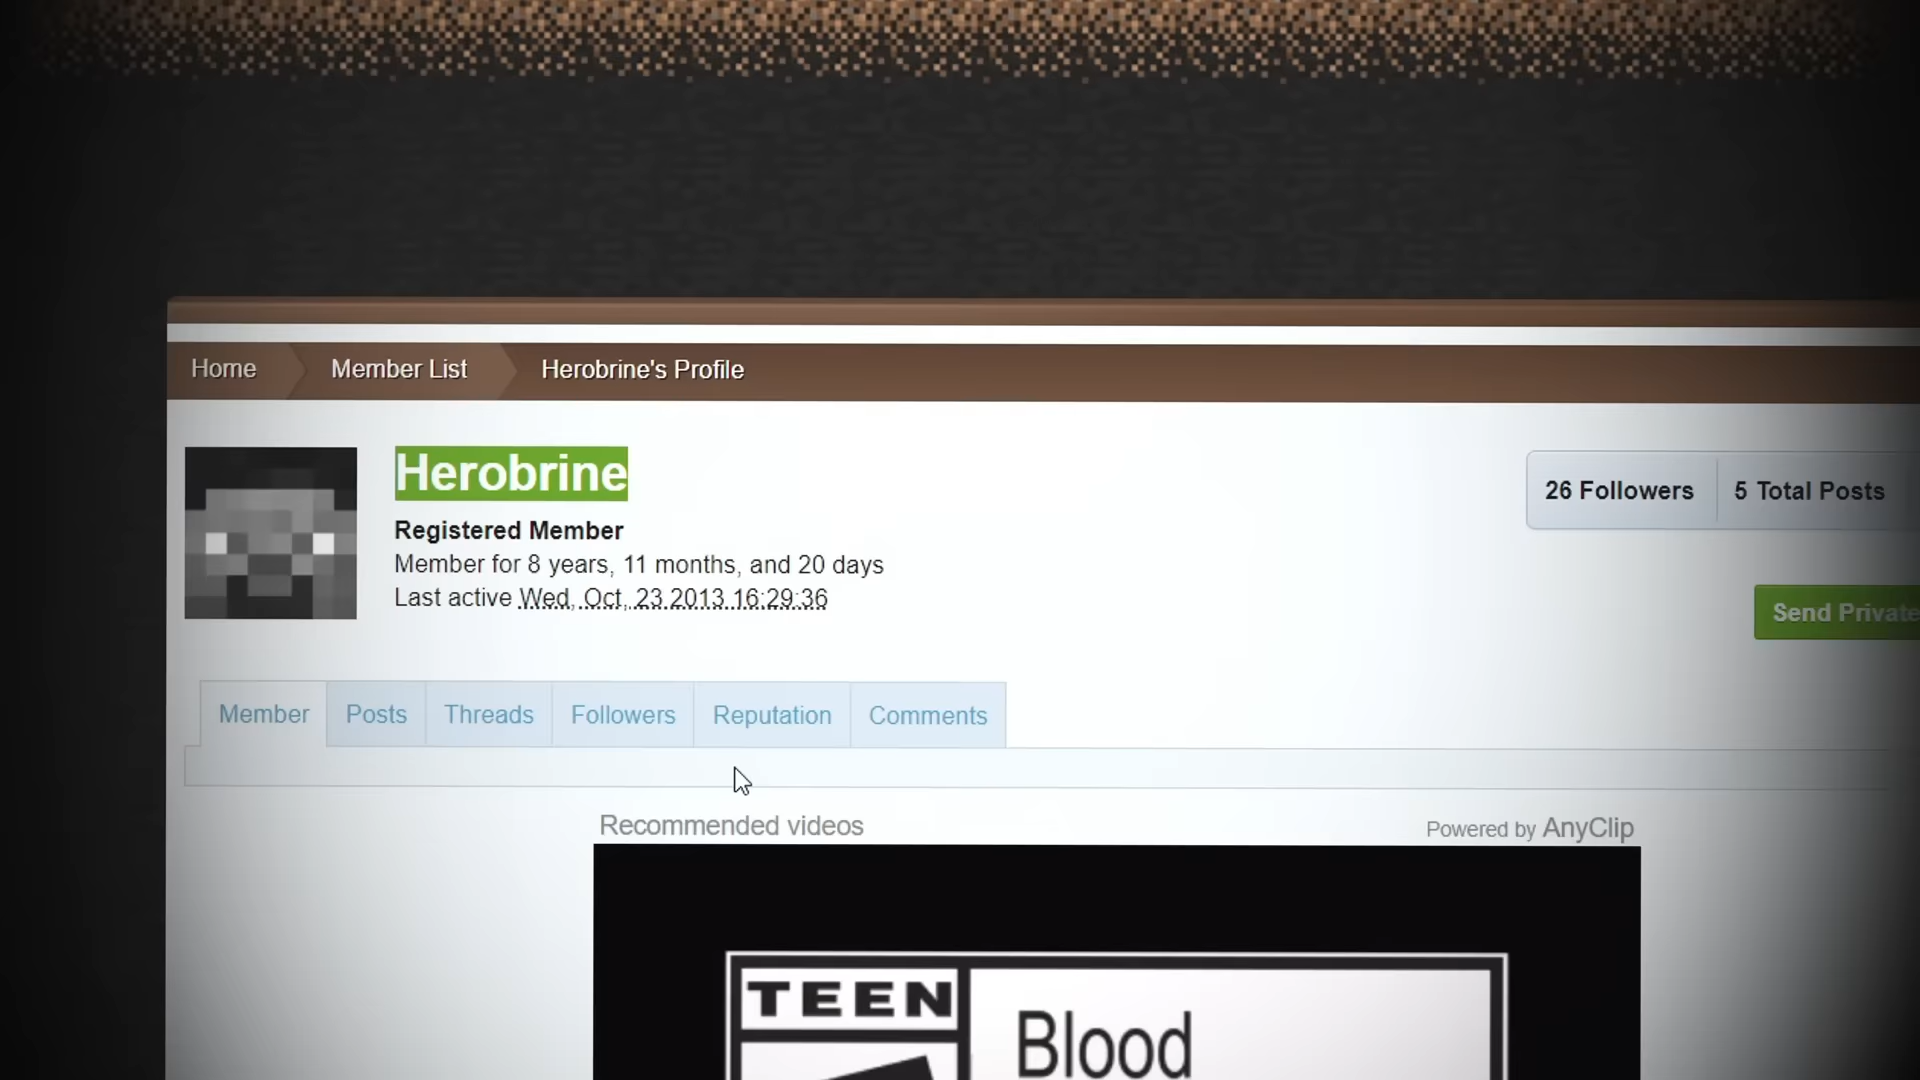 Home
Member List
Herobrine's Profile
Herobrine
Registered Member
Member for 8 years, 11 months, and 20 days
Last active Wed, Oct, 23 2013 16:29:36
26 Followers
5 Total Posts
Send Private
Member
Posts
Threads
Followers
Reputation
Comments
Recommended videos
Powered by AnyClip
TEEN
Blood